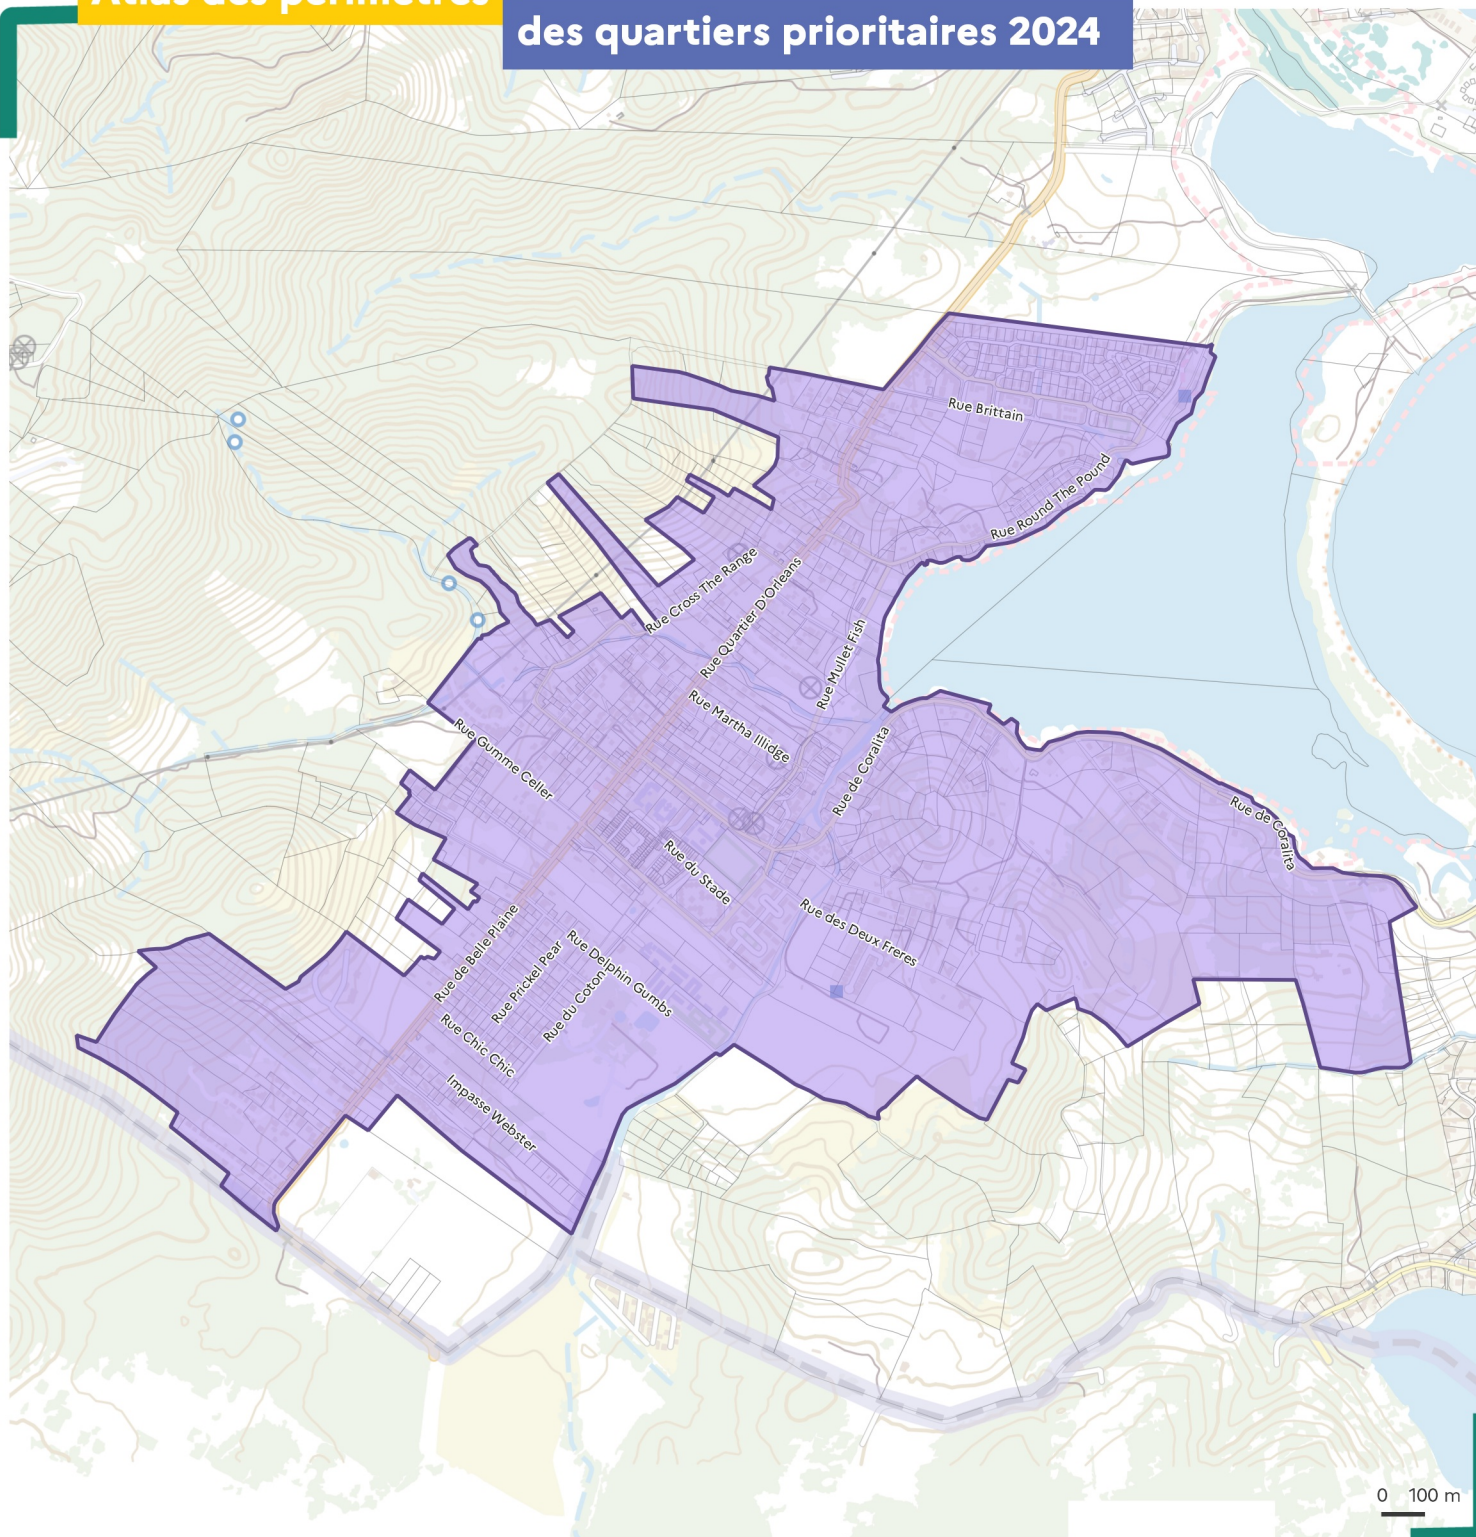 Atlas des périmètres
des quartiers prioritaires 2024
Rue Brittain
Rue Round The Pound
Rue Cross The Range
Rue Quartier D'Orleans
Rue Mullet Fish
Rue Martha Illidge
Rue Gumme Celler
Rue de Coralita
Rue de Coralita
Rue du Stade
Rue des Deux Freres
Rue de Belle Plaine
Rue Prickel Pear
Rue Delphin Gumbs
Rue du Coton
Rue Chic Chic
Impasse Webster
0 100 m